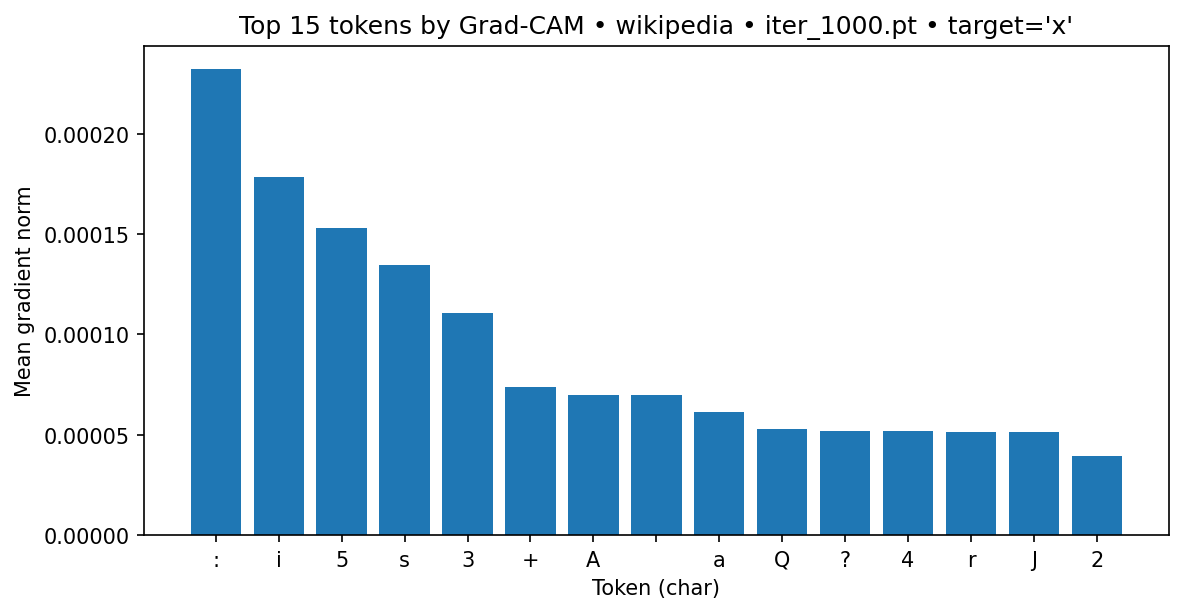 Top 15 tokens by Grad-CAM • wikipedia • iter_1000.pt • target='x'
Mean gradient norm
0.00020
0.00015
0.00010
0.00005
0.00000
: i 5 s 3 + A a Q ? 4 r J 2
Token (char)